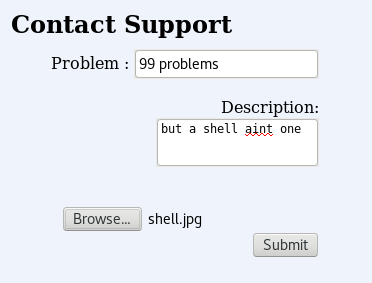 Contact Support
Problem : 99 problems
Description:
but a shell aint one
Browse... shell.jpg
Submit